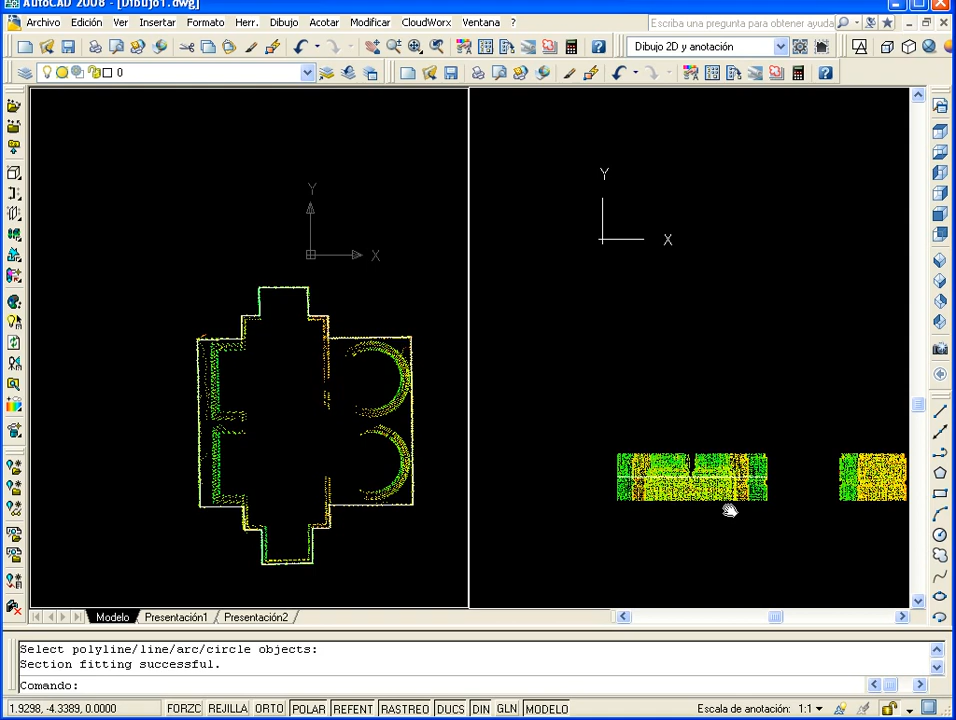 AutoCAD 2008 - [Dibujo1.dwg]
Archivo Edición Ver Insertar Formato Herr. Dibujo Acotar Modificar CloudWorx Ventana ?
Escriba una pregunta para obtener ayuda
Dibujo 2D y anotación
0
Y
X
Y
X
Modelo Presentación1 Presentación2
Select polyline/line/arc/circle objects:
Section fitting successful.
Comando:
1.9298, -4.3389, 0.0000 FORZC REJILLA ORTO POLAR REFENT RASTREO DUCS DIN GLN MODELO Escala de anotación: 1:1